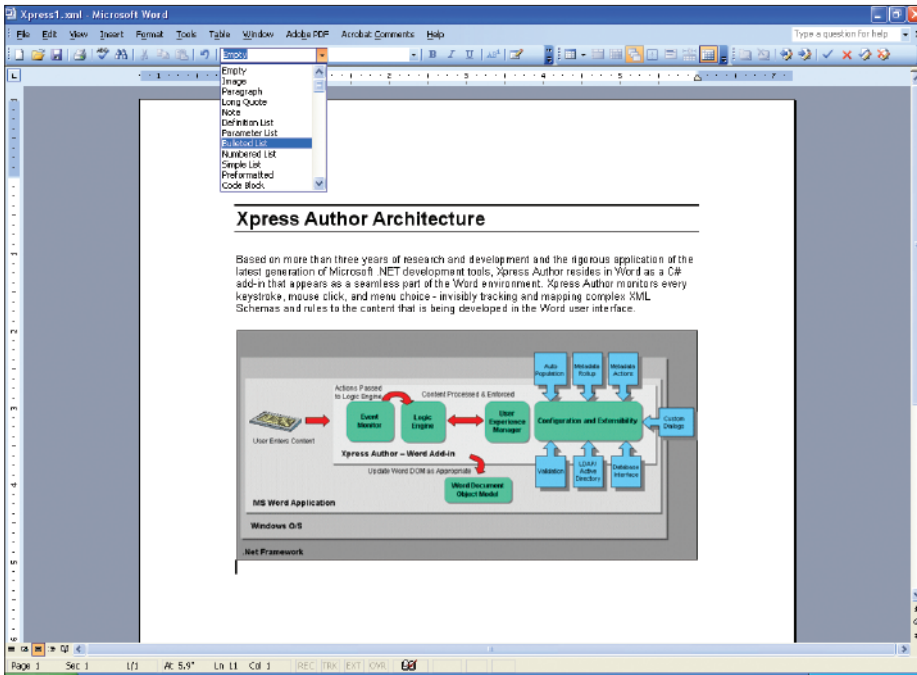 Xpress1.xml - Microsoft Word
File Edit View Insert Format Tools Table Window Adobe PDF Acrobat Comments Help
Type a question for help
Empty
B I U
Empty
Image
Paragraph
Long Quote
Note
Definition List
Parameter List
Bulleted List
Numbered List
Simple List
Preformatted
Code Block
Xpress Author Architecture
Based on more than three years of research and development and the rigorous application of the
latest generation of Microsoft .NET development tools, Xpress Author resides in Word as a C#
add-in that appears as a seamless part of the Word environment. Xpress Author monitors every
keystroke, mouse click, and menu choice - invisibly tracking and mapping complex XML
Schemas and rules to the content that is being developed in the Word user interface.
Auto
Population
Metadata
Rollup
Metadata
Actions
Actions Passed
to Logic Engine
Content Processed & Enforced
Event
Monitor
Logic
Engine
User
Experience
Manager
Configuration and Extensibility
Custom
Dialogs
User Enters Content
Xpress Author – Word Add-in
Update Word DOM as Appropriate
Validation
LDAP/
Active
Directory
Database
Interface
Word Document
Object Model
MS Word Application
Windows O/S
.Net Framework
Page 1 Sec 1 1/1 At 5.9" Ln 11 Col 1 REC TRK EXT OVR